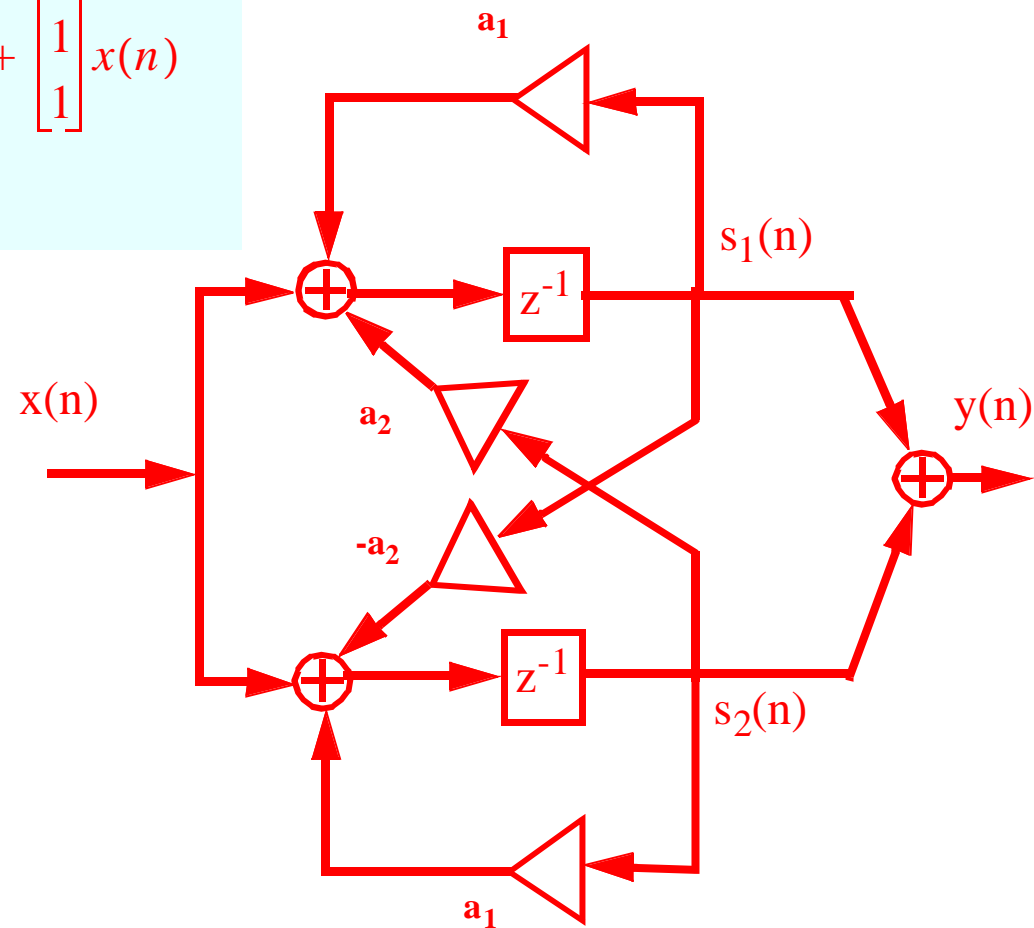 a1
+ [1 1] x(n)
s1(n)
z-1
x(n)
a2
y(n)
-a2
z-1
s2(n)
a1